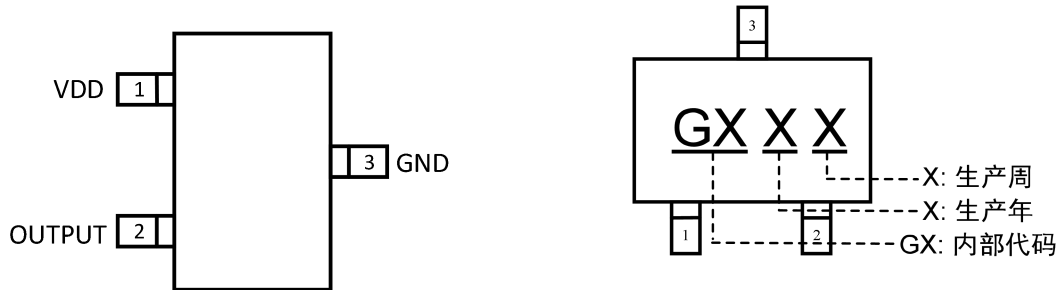 VDD 1
3 GND
OUTPUT 2
3
GX X X
X: 生产周
X: 生产年
GX: 内部代码
1 2